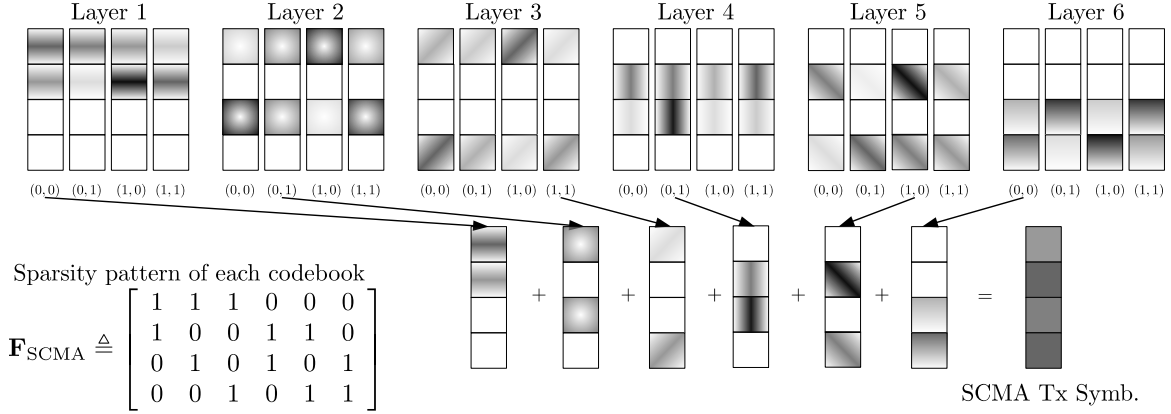 Layer 1 Layer 2 Layer 3 Layer 4 Layer 5 Layer 6
(0, 0) (0, 1) (1, 0) (1, 1) (0, 0) (0, 1) (1, 0) (1, 1) (0, 0) (0, 1) (1, 0) (1, 1) (0, 0) (0, 1) (1, 0) (1, 1) (0, 0) (0, 1) (1, 0) (1, 1) (0, 0) (0, 1) (1, 0) (1, 1)
+ + + + + =
Sparsity pattern of each codebook
F_SCMA ≜
1 1 1 0 0 0
1 0 0 1 1 0
0 1 0 1 0 1
0 0 1 0 1 1
SCMA Tx Symb.